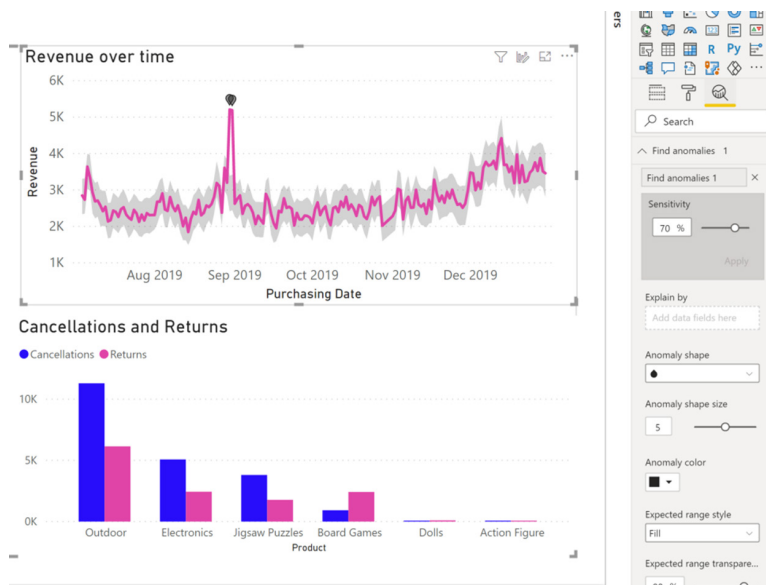 ers
R Py
Revenue over time
6K
5K
4K
3K
2K
1K
Revenue
Aug 2019 Sep 2019 Oct 2019 Nov 2019 Dec 2019
Purchasing Date
Cancellations and Returns
Cancellations Returns
10K
5K
0K
Outdoor Electronics Jigsaw Puzzles Board Games Dolls Action Figure
Product
Search
Find anomalies 1
Find anomalies 1
Sensitivity
70 %
Apply
Explain by
Add data fields here
Anomaly shape
Anomaly shape size
5
Anomaly color
Expected range style
Fill
Expected range transpare...